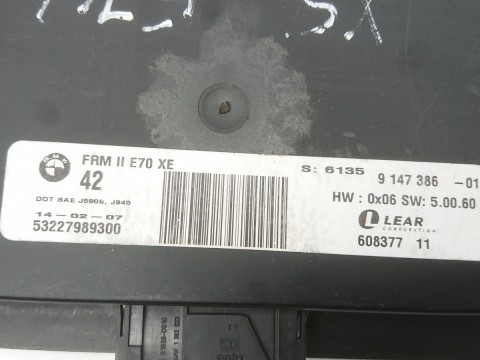 BMW
FRM II E70 XE
42
DOT SAE J590b, J945
14-02-07
53227989300
S: 6135 9 147 386 -01
HW : 0x06 SW: 5.00.60
LEAR
CORPORATION
608377 11